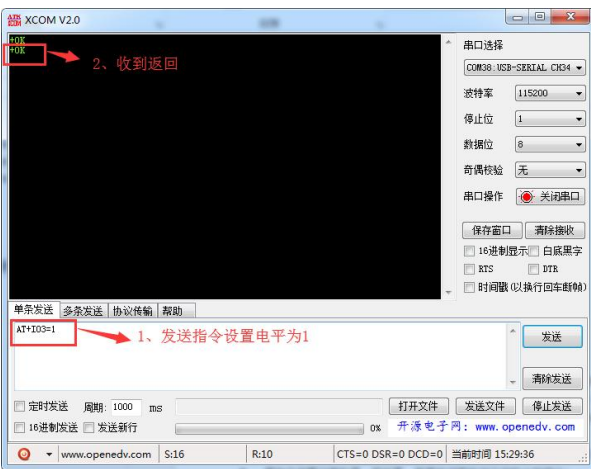 ATK XCOM V2.0
+OK
+OK
2、收到返回
串口选择
COM38:USB-SERIAL CH34
波特率 115200
停止位 1
数据位 8
奇偶校验 无
串口操作 关闭串口
保存窗口 清除接收
16进制显示 白底黑字
RTS DTR
时间戳(以换行回车断帧)
单条发送 多条发送 协议传输 帮助
AT+IO3=1
1、发送指令设置电平为1
发送
清除发送
定时发送 周期: 1000 ms 打开文件 发送文件 停止发送
16进制发送 发送新行 0% 开源电子网: www.openedv.com
www.openedv.com S:16 R:10 CTS=0 DSR=0 DCD=0 当前时间 15:29:36